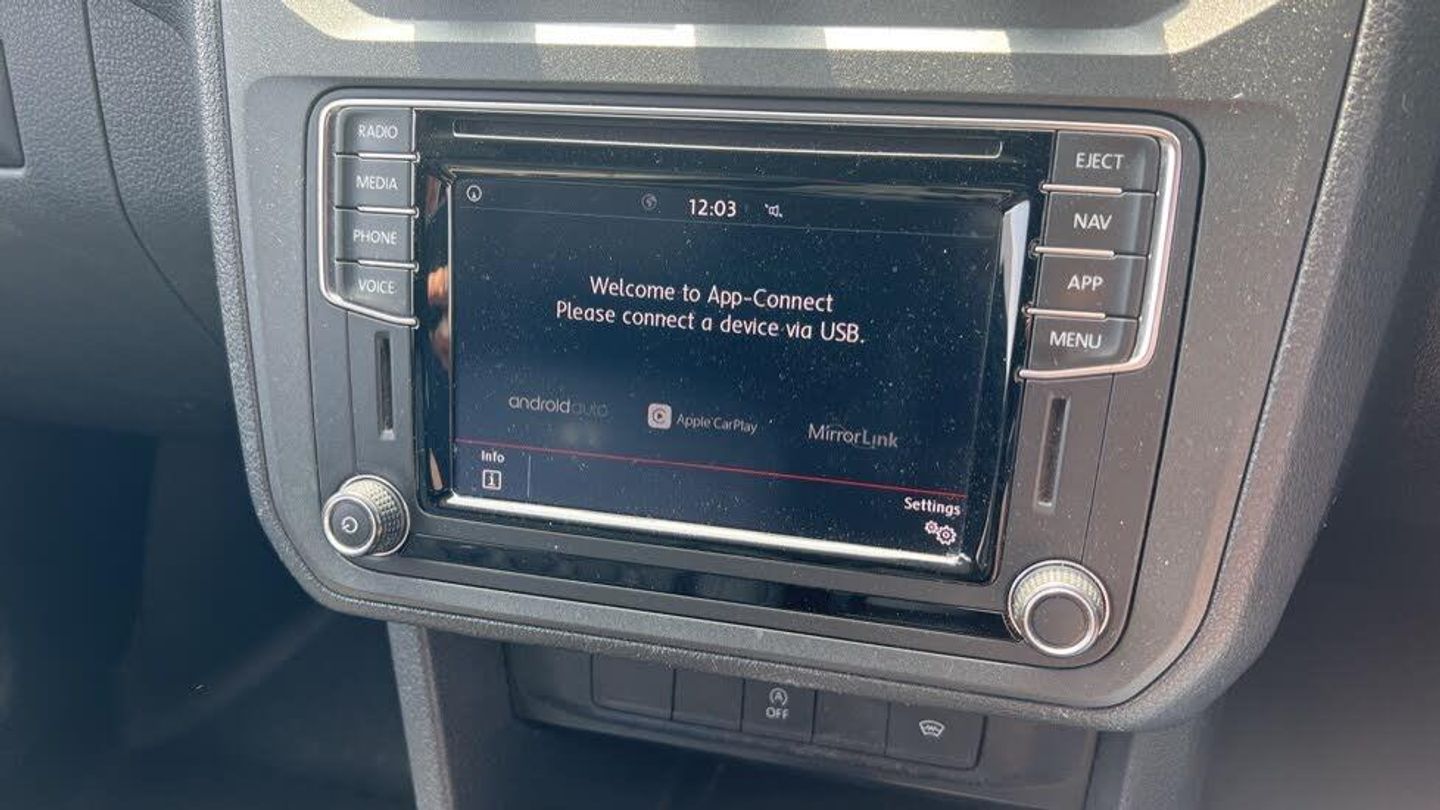 RADIO
MEDIA
PHONE
VOICE
12:03
Welcome to App-Connect
Please connect a device via USB.
androidauto
Apple CarPlay
MirrorLink
Info
i
Settings
EJECT
NAV
APP
MENU
A
OFF